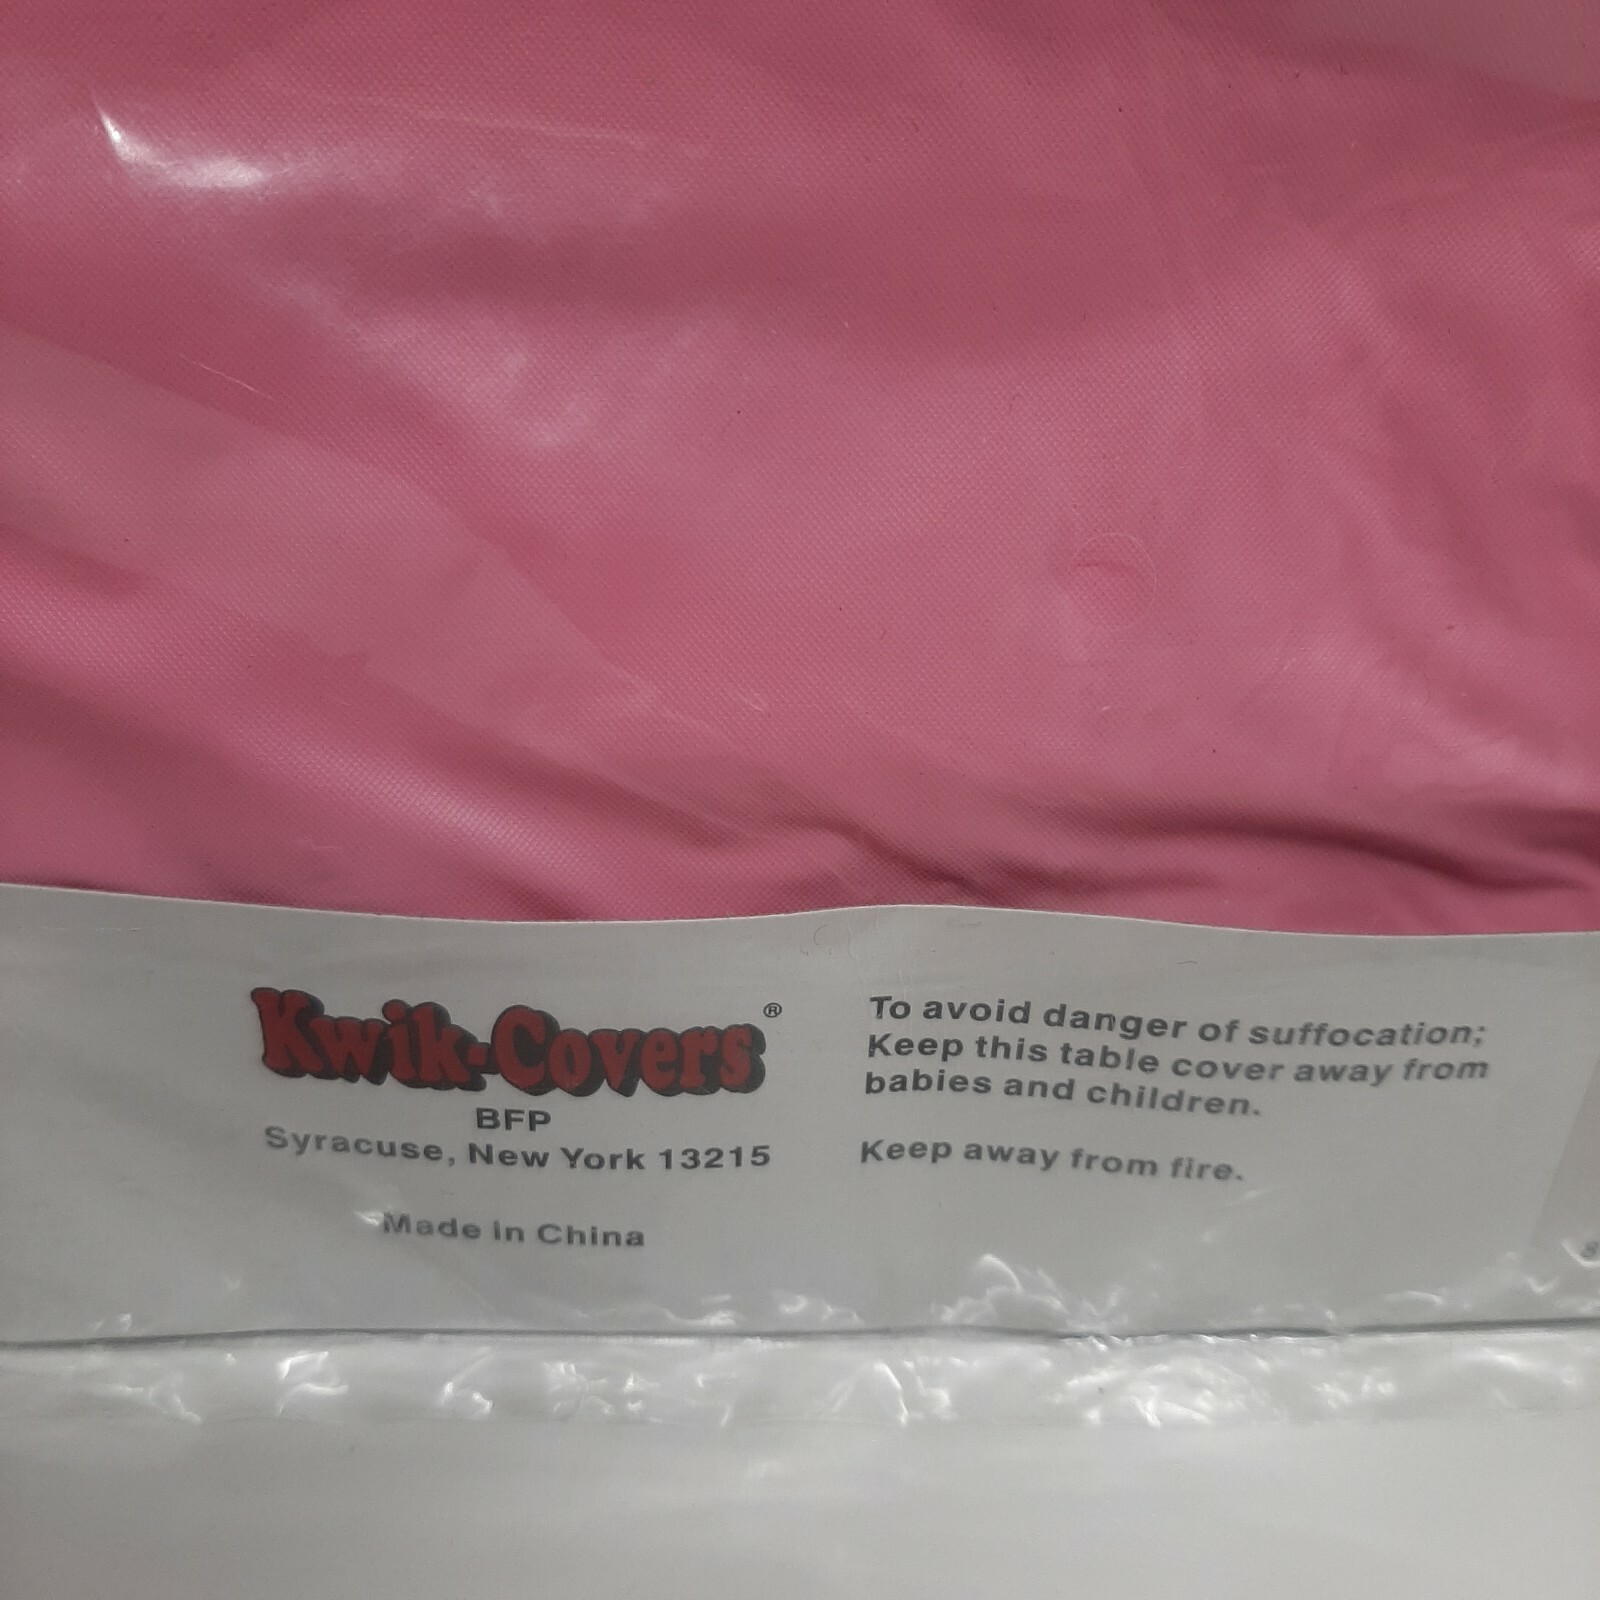 Kwik-Covers®
BFP
Syracuse, New York 13215
Made in China
To avoid danger of suffocation;
Keep this table cover away from
babies and children.
Keep away from fire.